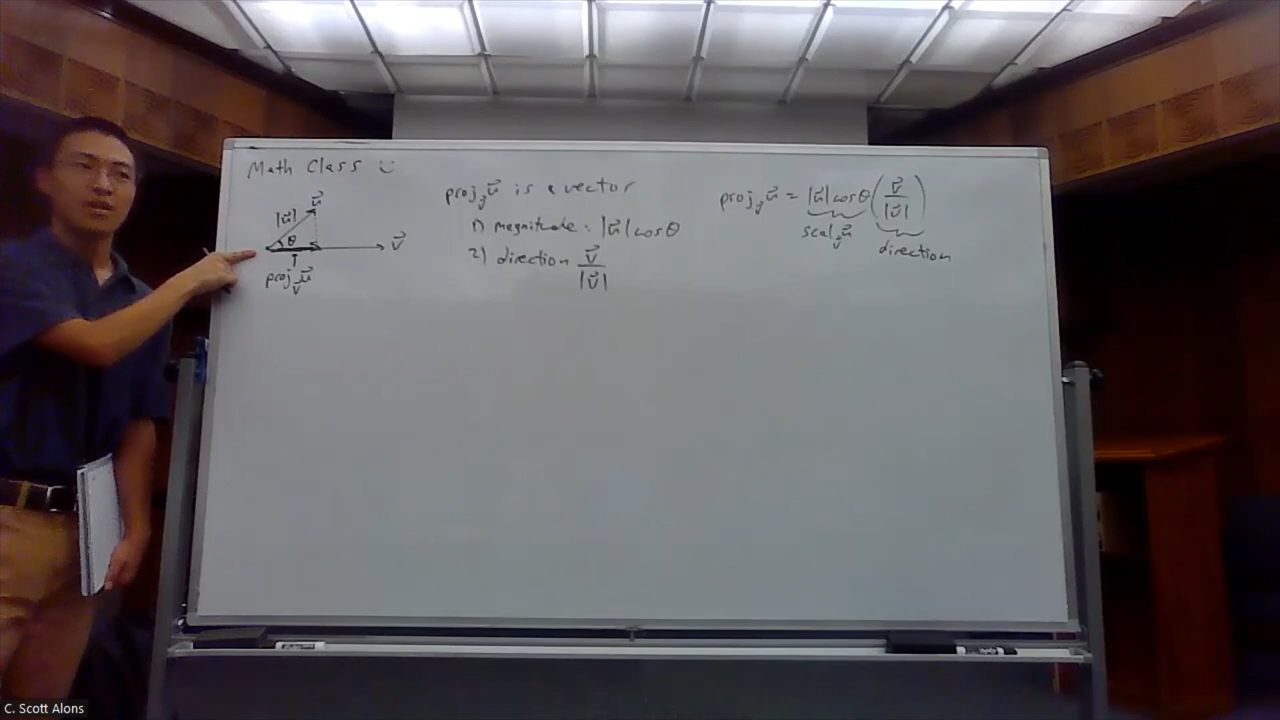 Math Class
u⃗
|u⃗|
θ
v⃗
proj_v⃗ u⃗
proj_v⃗ u⃗ is a vector
1) magnitude: |u⃗| cos θ
2) direction v⃗/|v⃗|
proj_v⃗ u⃗ = |u⃗| cos θ (v⃗/|v⃗|)
scal_v⃗ u⃗
direction
C. Scott Alons